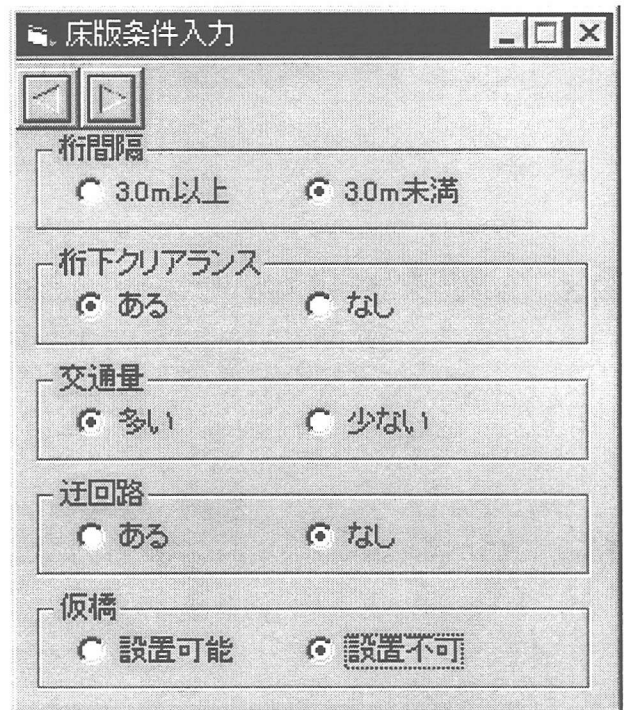 床版条件入力
桁間隔
3.0m以上 3.0m未満
桁下クリアランス
ある なし
交通量
多い 少ない
迂回路
ある なし
仮橋
設置可能 設置不可